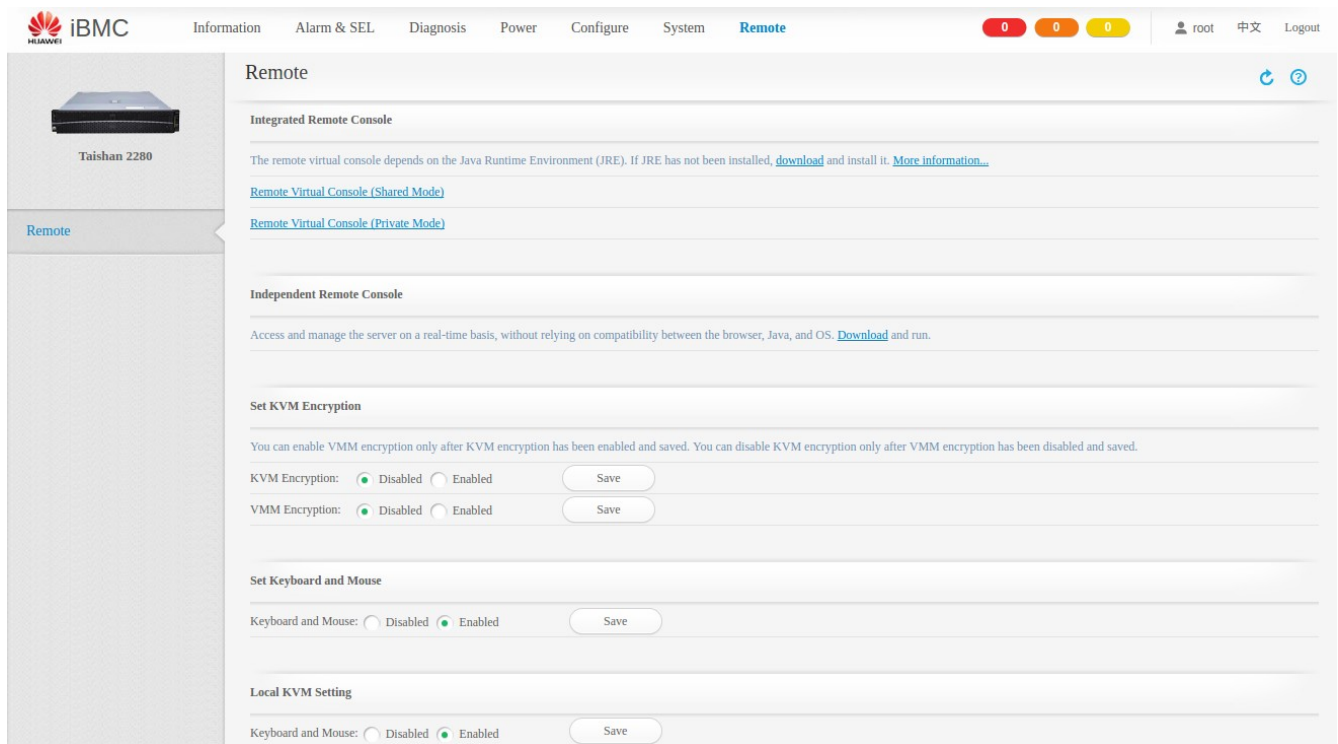 HUAWEI
iBMC
Information Alarm & SEL Diagnosis Power Configure System Remote
0 0 0
root 中文 Logout
Taishan 2280
Remote
Remote
Integrated Remote Console
The remote virtual console depends on the Java Runtime Environment (JRE). If JRE has not been installed, download and install it. More information...
Remote Virtual Console (Shared Mode)
Remote Virtual Console (Private Mode)
Independent Remote Console
Access and manage the server on a real-time basis, without relying on compatibility between the browser, Java, and OS. Download and run.
Set KVM Encryption
You can enable VMM encryption only after KVM encryption has been enabled and saved. You can disable KVM encryption only after VMM encryption has been disabled and saved.
KVM Encryption: Disabled Enabled Save
VMM Encryption: Disabled Enabled Save
Set Keyboard and Mouse
Keyboard and Mouse: Disabled Enabled Save
Local KVM Setting
Keyboard and Mouse: Disabled Enabled Save